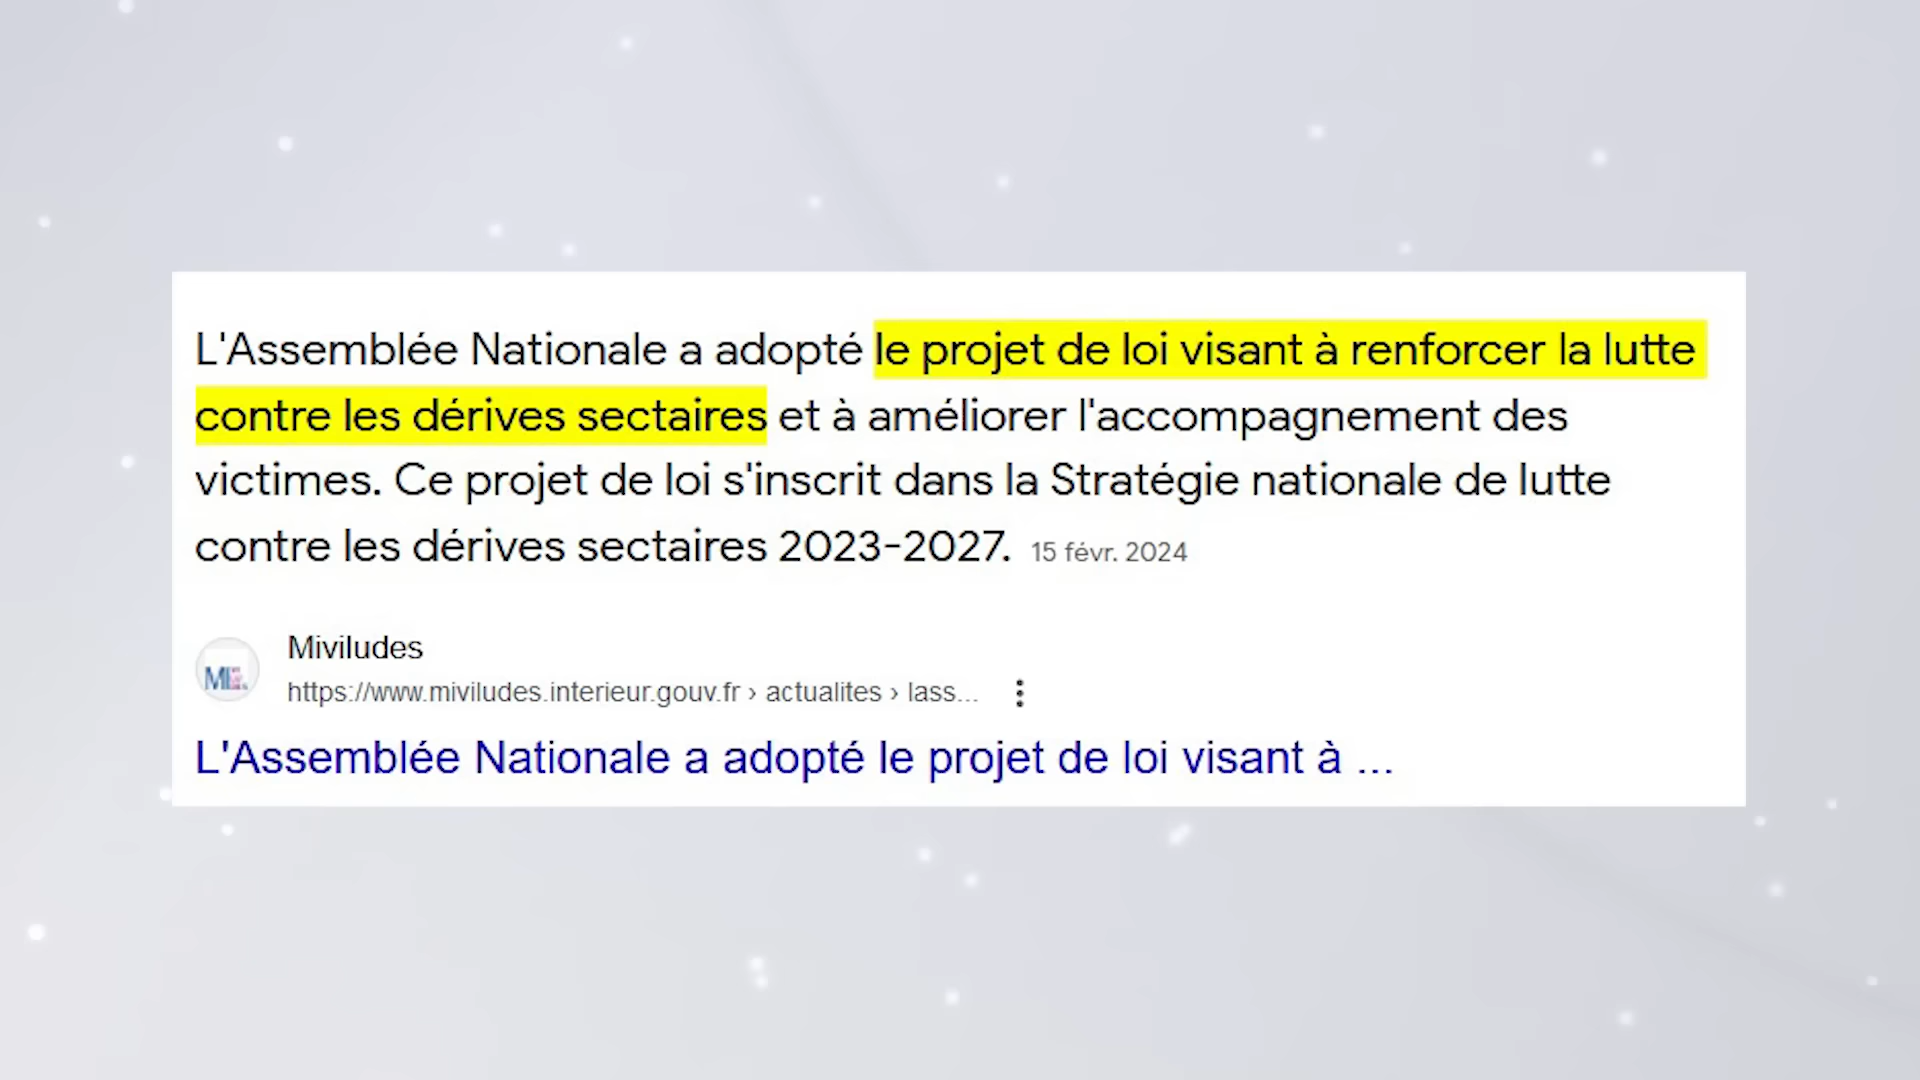 L'Assemblée Nationale a adopté le projet de loi visant à renforcer la lutte
contre les dérives sectaires et à améliorer l'accompagnement des
victimes. Ce projet de loi s'inscrit dans la Stratégie nationale de lutte
contre les dérives sectaires 2023-2027. 15 févr. 2024
Miviludes
https://www.miviludes.interieur.gouv.fr › actualites › lass...
L'Assemblée Nationale a adopté le projet de loi visant à ...